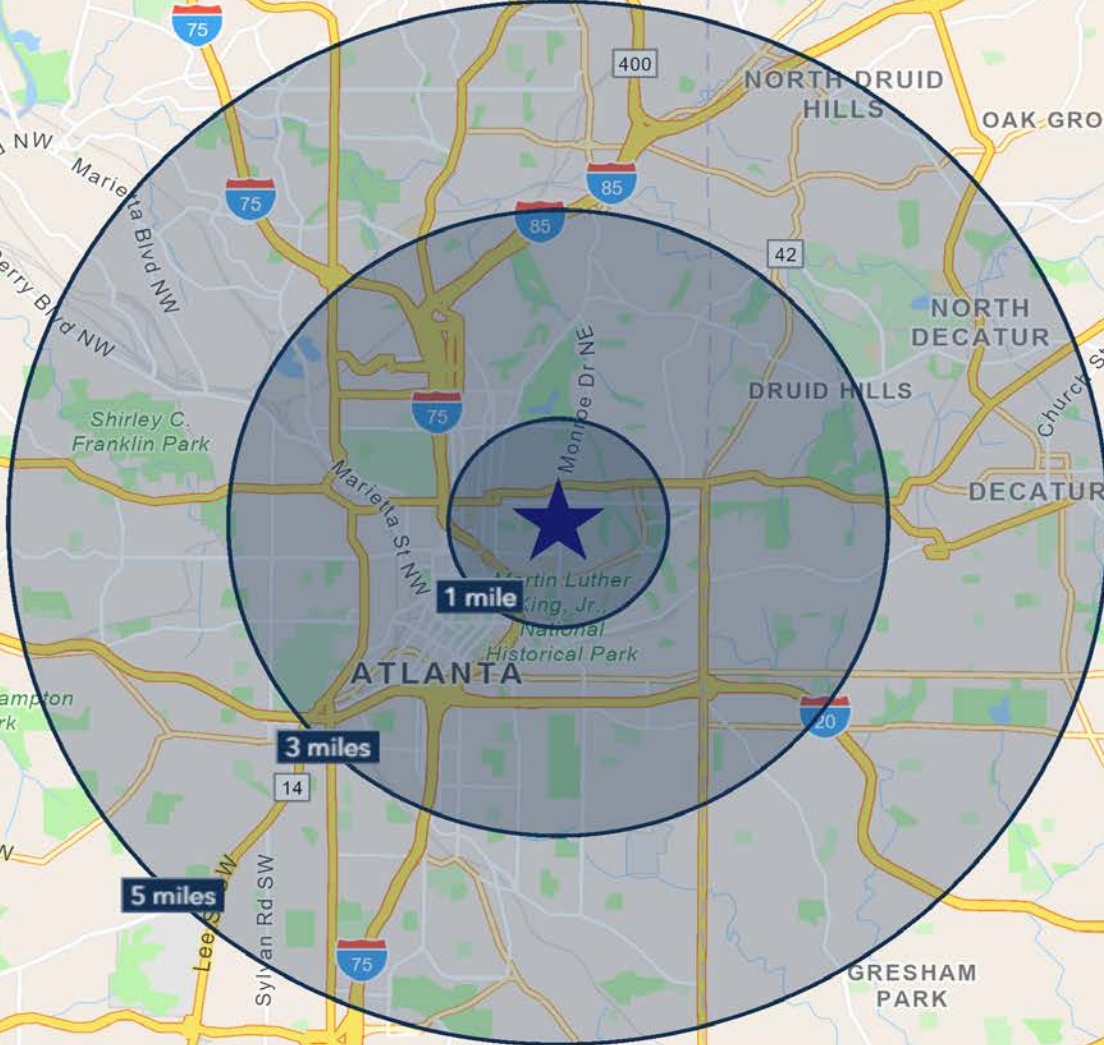 75
400
NORTH DRUID
HILLS
OAK GRO
NW
Marietta Blvd NW
75
85
85
42
erry Blvd NW
NORTH
DECATUR
Monroe Dr NE
DRUID HILLS
Church St
75
Shirley C.
Franklin Park
Marietta St NW
DECATUR
1 mile
Martin Luther
King, Jr.,
National
Historical Park
ATLANTA
ampton
rk
20
3 miles
14
W
5 miles
Lee St SW
Sylvan Rd SW
75
GRESHAM
PARK